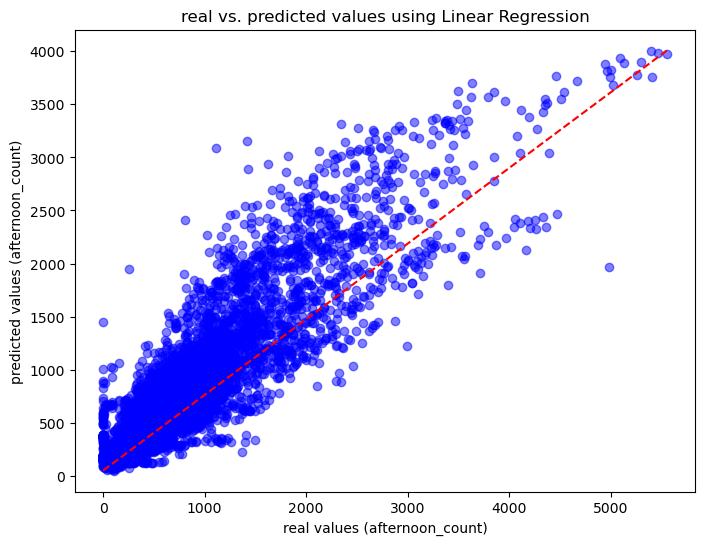 real vs. predicted values using Linear Regression
predicted values (afternoon_count)
4000
3500
3000
2500
2000
1500
1000
500
0
0 1000 2000 3000 4000 5000
real values (afternoon_count)